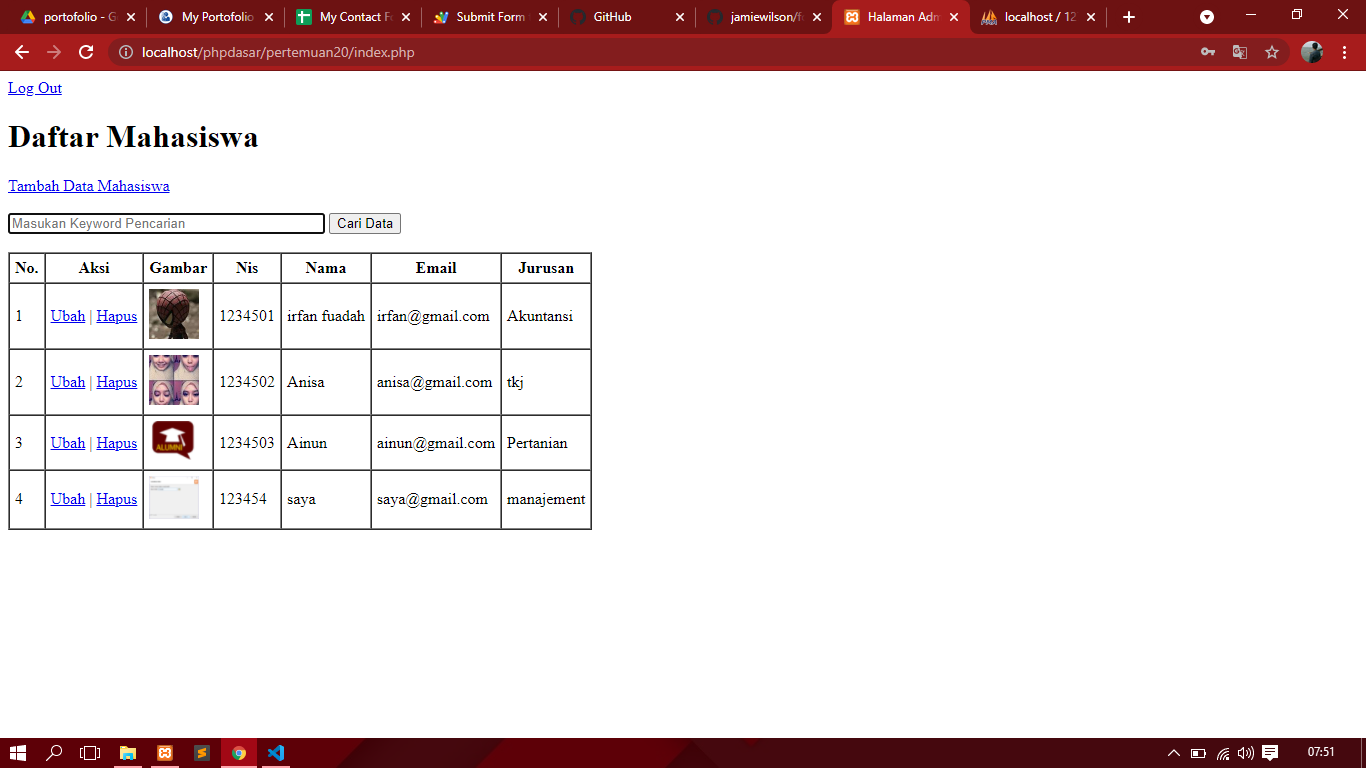 portofolio - G
My Portofolio
My Contact Fo
Submit Form
GitHub
jamiewilson/fo
Halaman Adm
localhost / 12
localhost/phpdasar/pertemuan20/index.php
Log Out
Daftar Mahasiswa
Tambah Data Mahasiswa
Masukan Keyword Pencarian Cari Data
No. Aksi Gambar Nis Nama Email Jurusan
1 Ubah | Hapus 1234501 irfan fuadah irfan@gmail.com Akuntansi
2 Ubah | Hapus 1234502 Anisa anisa@gmail.com tkj
3 Ubah | Hapus ALUMNI 1234503 Ainun ainun@gmail.com Pertanian
4 Ubah | Hapus 123454 saya saya@gmail.com manajement
07:51